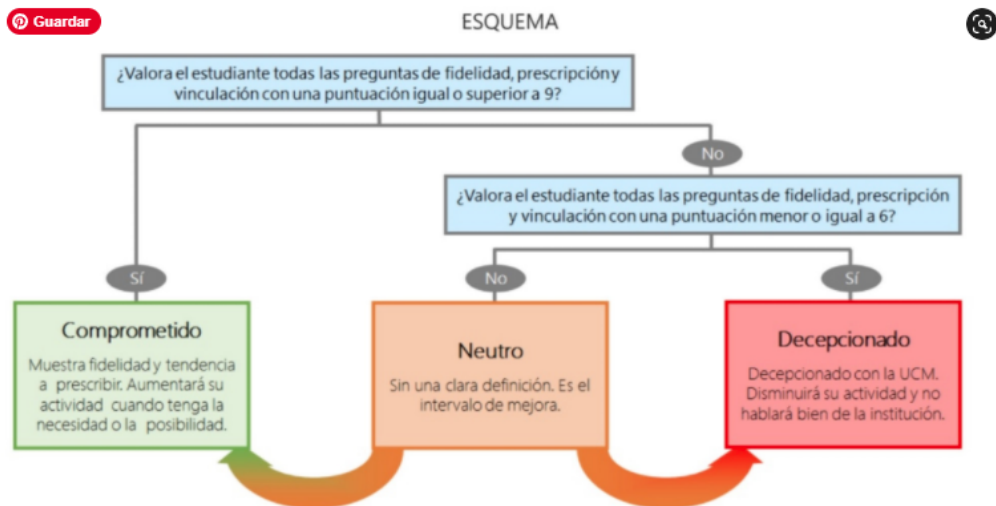 Guardar
ESQUEMA
¿Valora el estudiante todas las preguntas de fidelidad, prescripción y
vinculación con una puntuación igual o superior a 9?
No
¿Valora el estudiante todas las preguntas de fidelidad, prescripción
y vinculación con una puntuación menor o igual a 6?
Sí
No
Sí
Comprometido
Muestra fidelidad y tendencia
a prescribir. Aumentará su
actividad cuando tenga la
necesidad o la posibilidad.
Neutro
Sin una clara definición. Es el
intervalo de mejora.
Decepcionado
Decepcionado con la UCM.
Disminuirá su actividad y no
hablará bien de la institución.